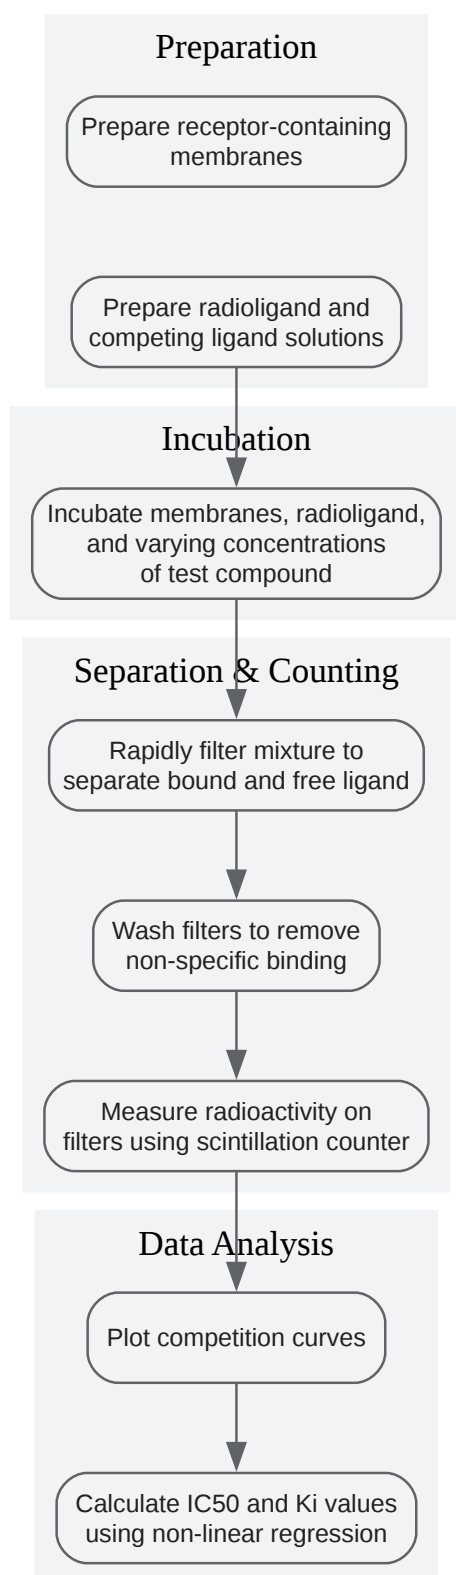 Preparation
Prepare receptor-containing
membranes
Prepare radioligand and
competing ligand solutions
Incubation
Incubate membranes, radioligand,
and varying concentrations
of test compound
Separation & Counting
Rapidly filter mixture to
separate bound and free ligand
Wash filters to remove
non-specific binding
Measure radioactivity on
filters using scintillation counter
Data Analysis
Plot competition curves
Calculate IC50 and Ki values
using non-linear regression